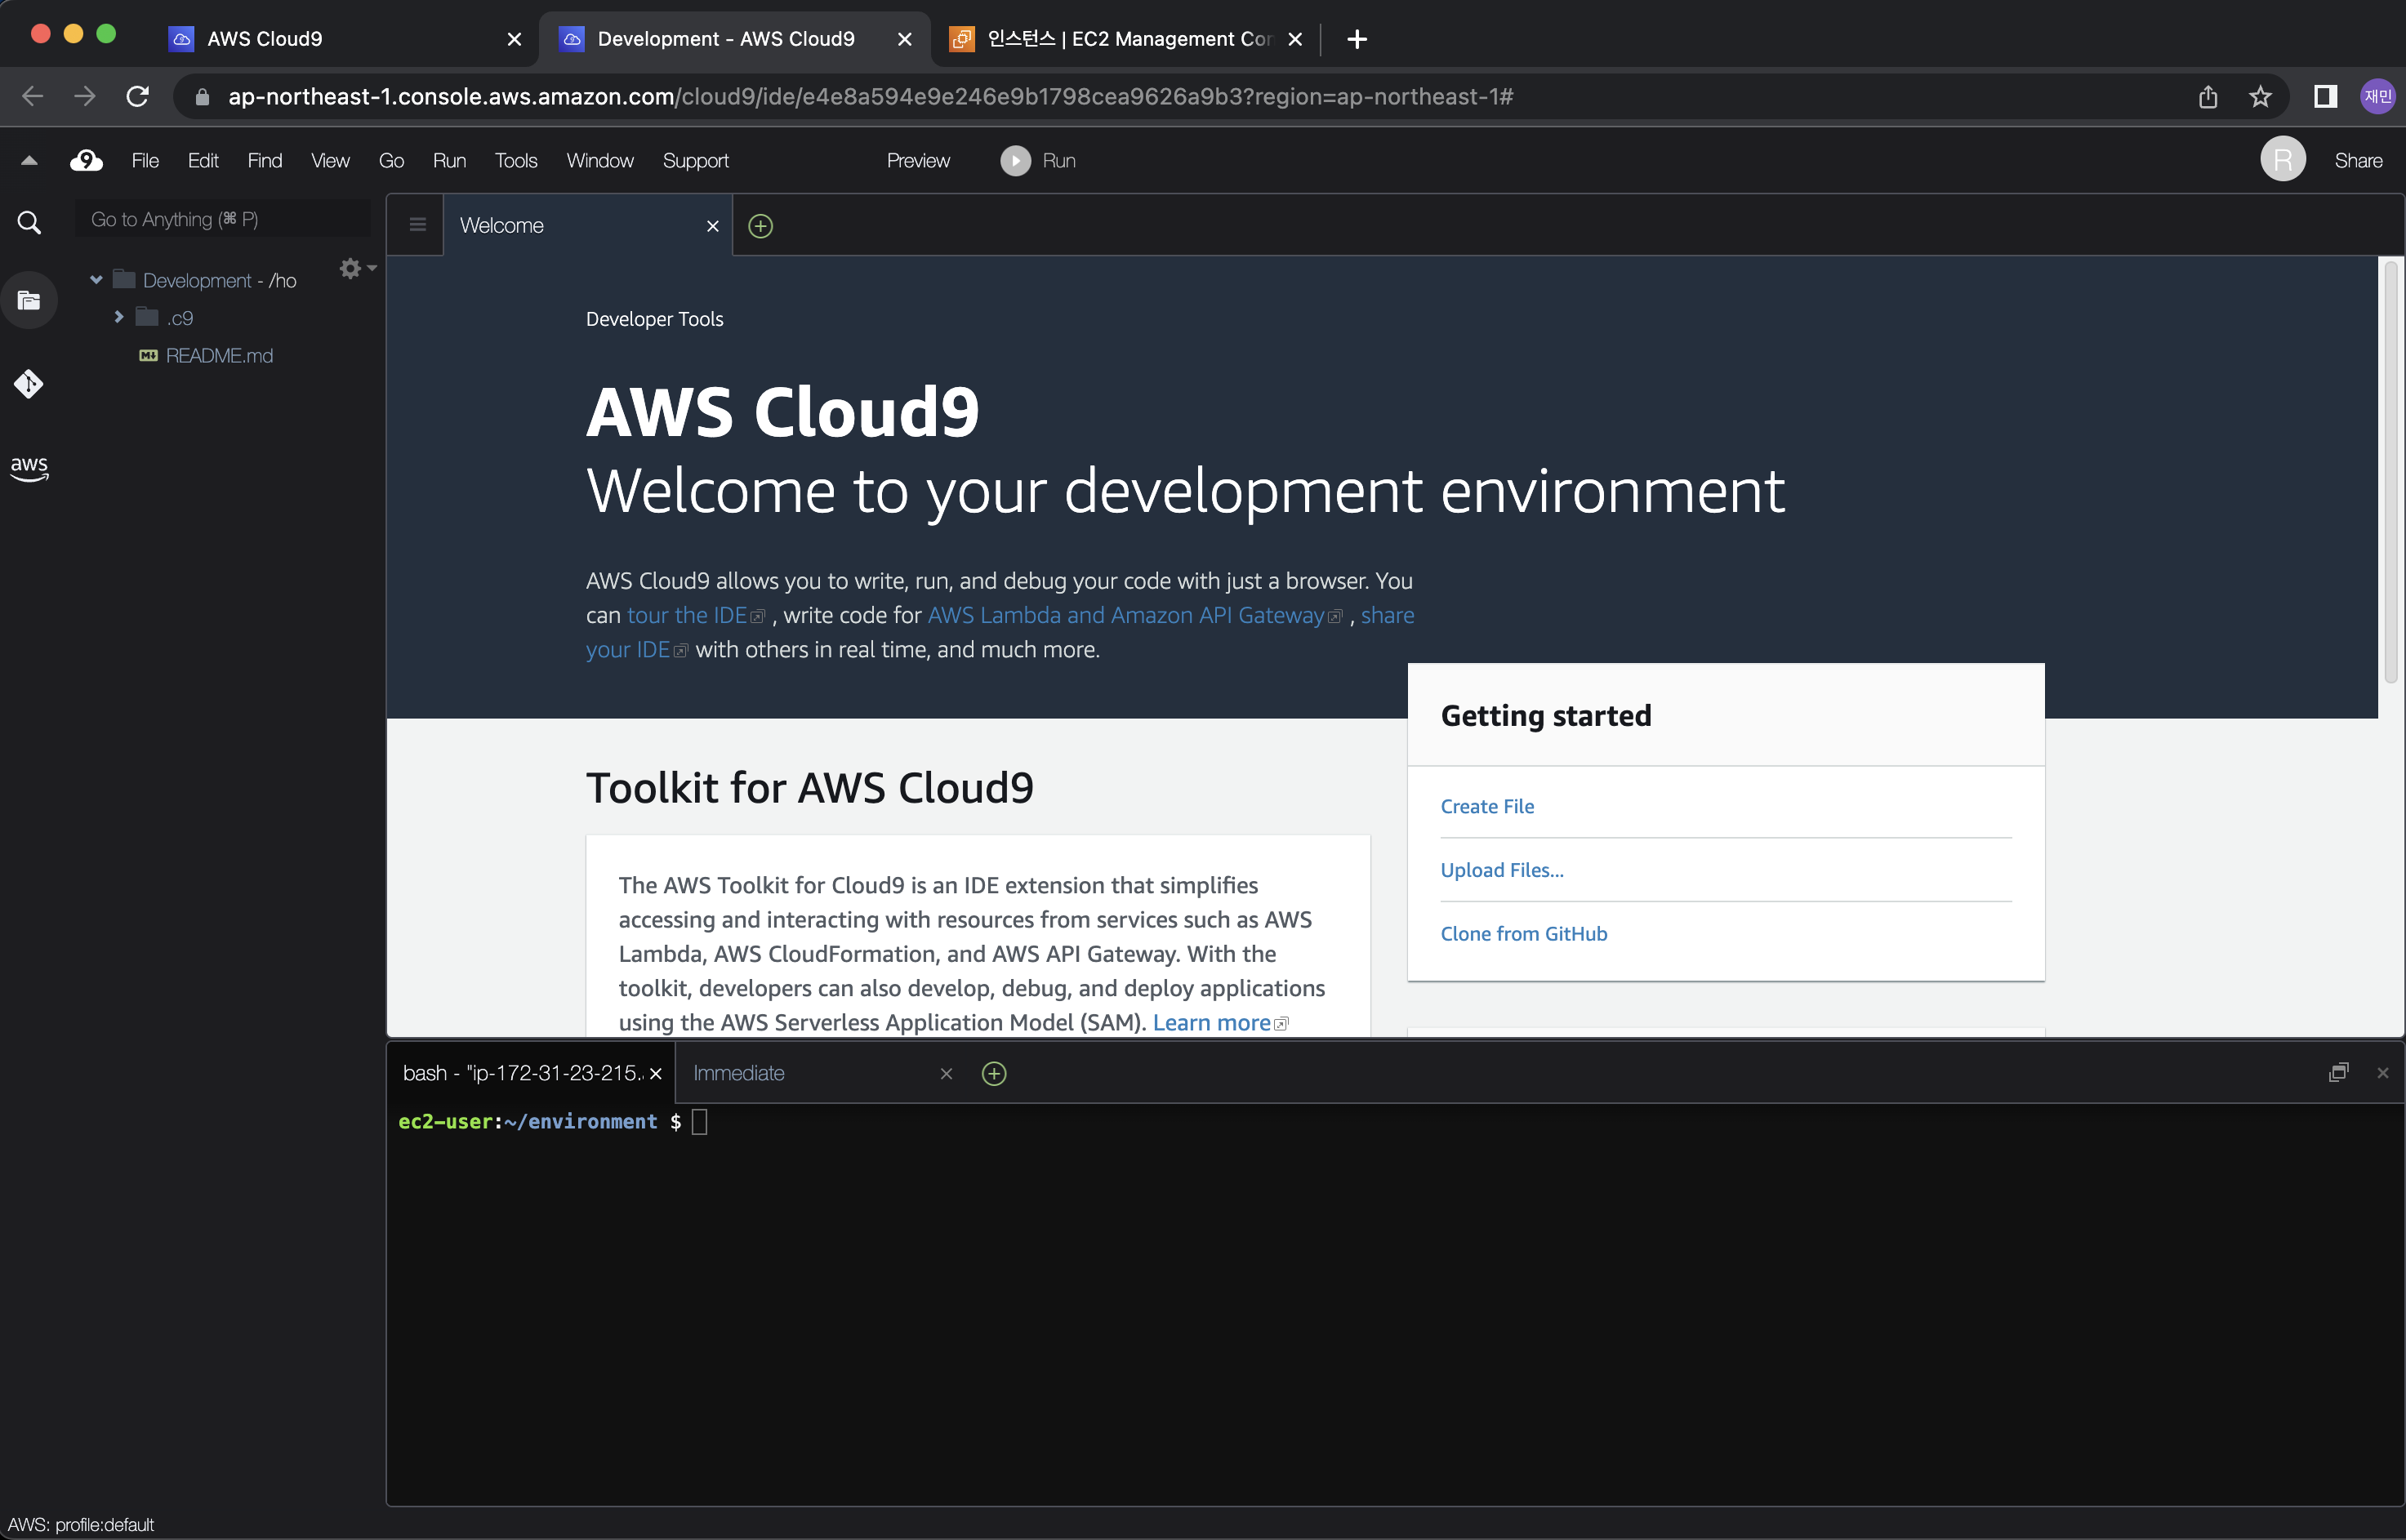 AWS Cloud9
Development - AWS Cloud9
인스턴스 | EC2 Management Con
ap-northeast-1.console.aws.amazon.com/cloud9/ide/e4e8a594e9e246e9b1798cea9626a9b3?region=ap-northeast-1#
재민
9 File Edit Find View Go Run Tools Window Support Preview Run
R Share
Go to Anything (⌘ P)
Welcome
Development - /ho
.c9
README.md
aws
Developer Tools
AWS Cloud9
Welcome to your development environment
AWS Cloud9 allows you to write, run, and debug your code with just a browser. You
can tour the IDE , write code for AWS Lambda and Amazon API Gateway , share
your IDE with others in real time, and much more.
Getting started
Create File
Upload Files...
Clone from GitHub
Toolkit for AWS Cloud9
The AWS Toolkit for Cloud9 is an IDE extension that simplifies
accessing and interacting with resources from services such as AWS
Lambda, AWS CloudFormation, and AWS API Gateway. With the
toolkit, developers can also develop, debug, and deploy applications
using the AWS Serverless Application Model (SAM). Learn more
bash - "ip-172-31-23-215.
Immediate
ec2-user:~/environment $
AWS: profile:default